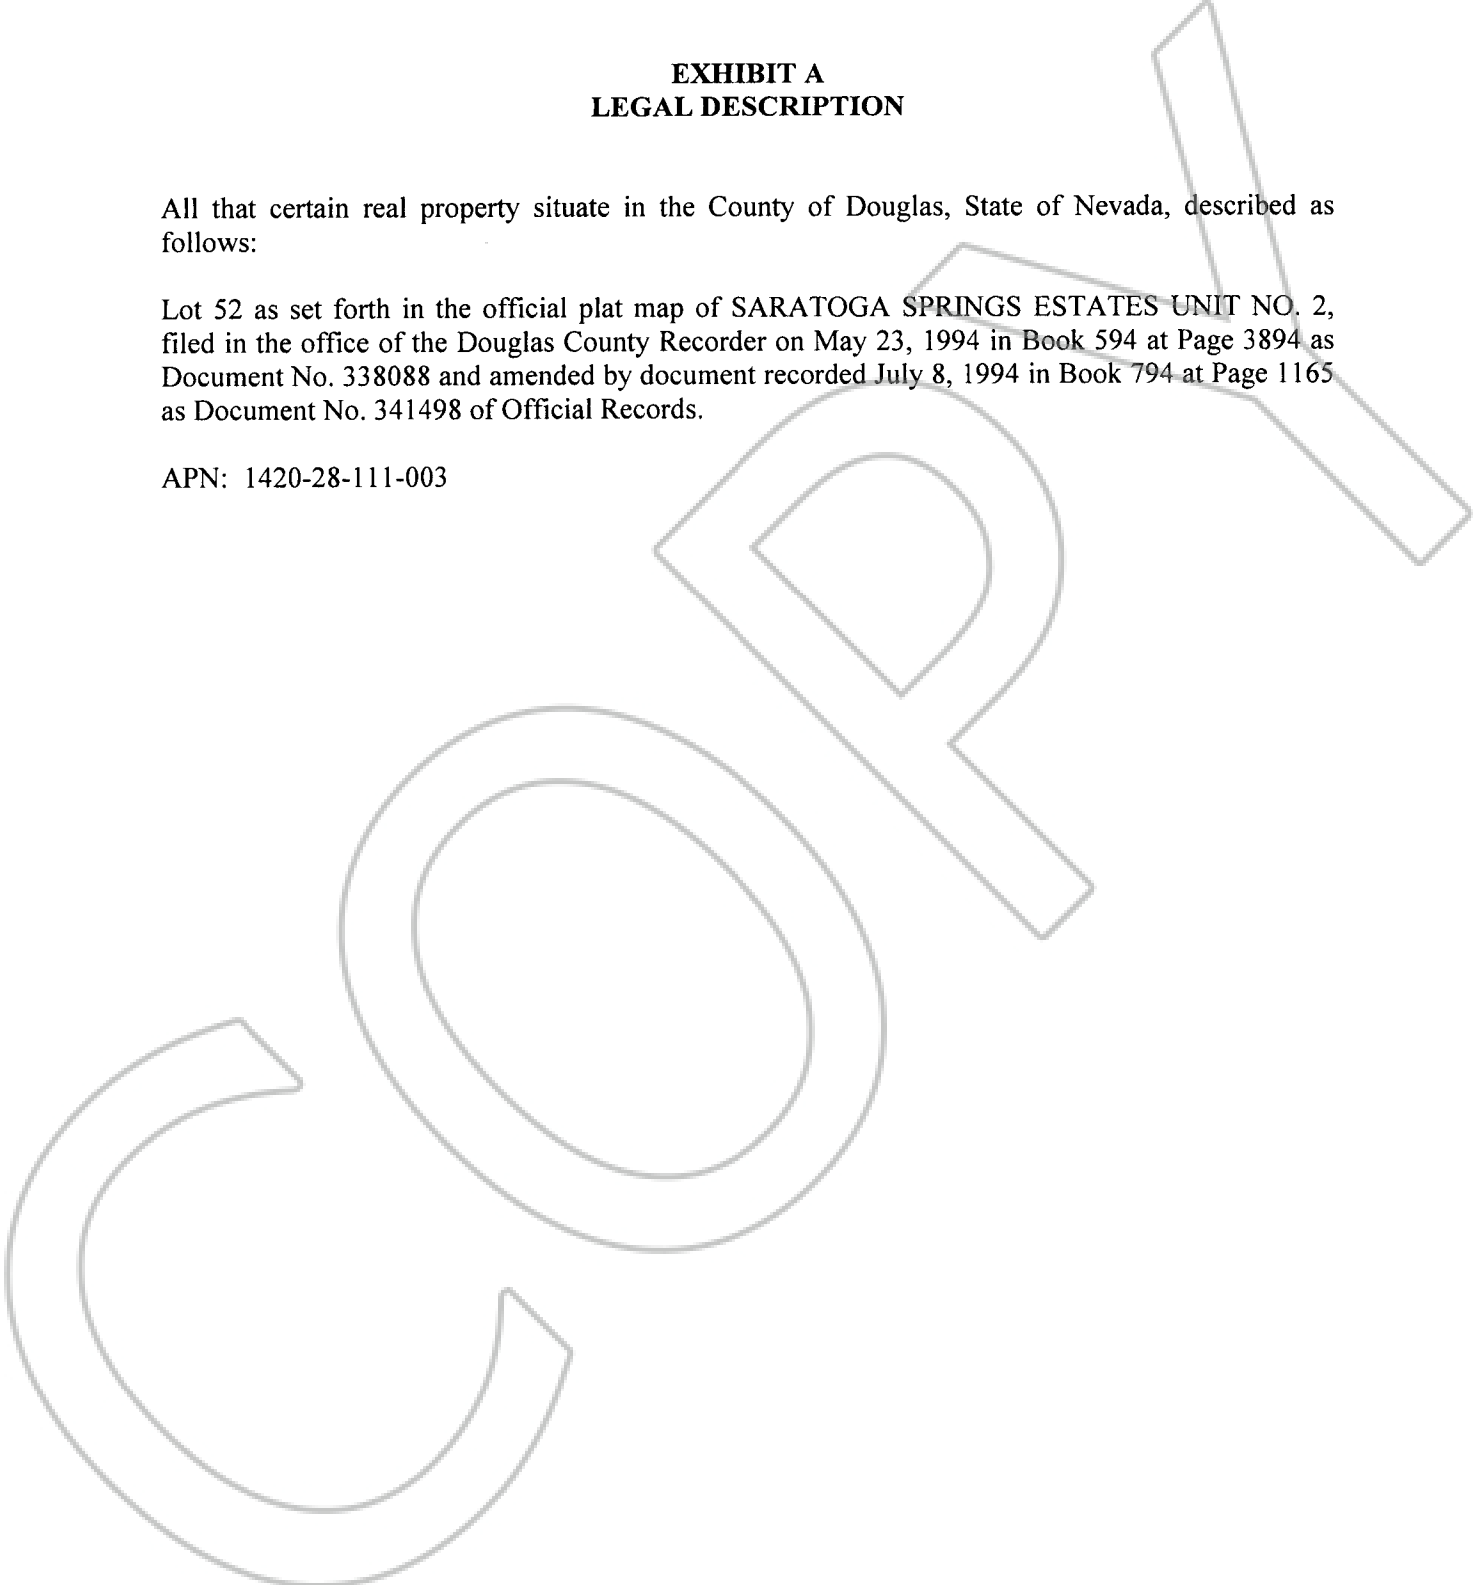 EXHIBIT A
LEGAL DESCRIPTION
All that certain real property situate in the County of Douglas, State of Nevada, described as
follows:
Lot 52 as set forth in the official plat map of SARATOGA SPRINGS ESTATES UNIT NO. 2,
filed in the office of the Douglas County Recorder on May 23, 1994 in Book 594 at Page 3894 as
Document No. 338088 and amended by document recorded July 8, 1994 in Book 794 at Page 1165
as Document No. 341498 of Official Records.
APN: 1420-28-111-003
COPY